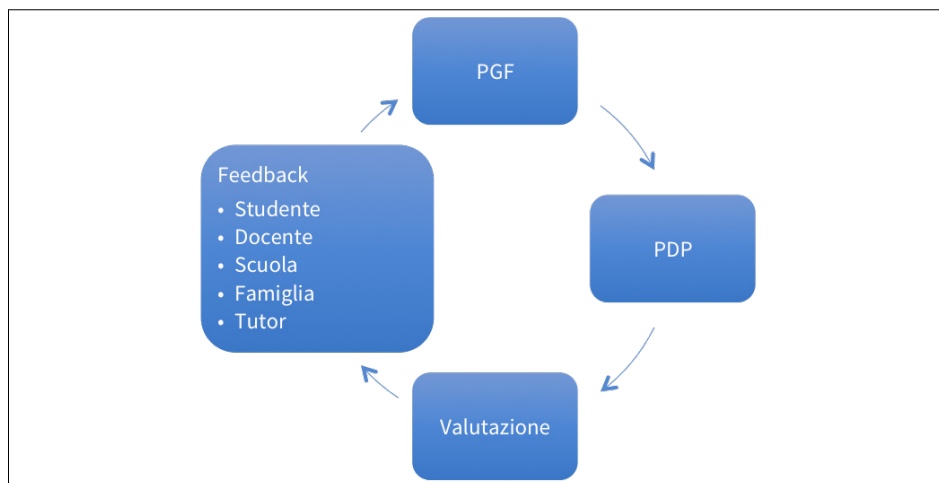 PGF
PDP
Valutazione
Feedback
• Studente
• Docente
• Scuola
• Famiglia
• Tutor